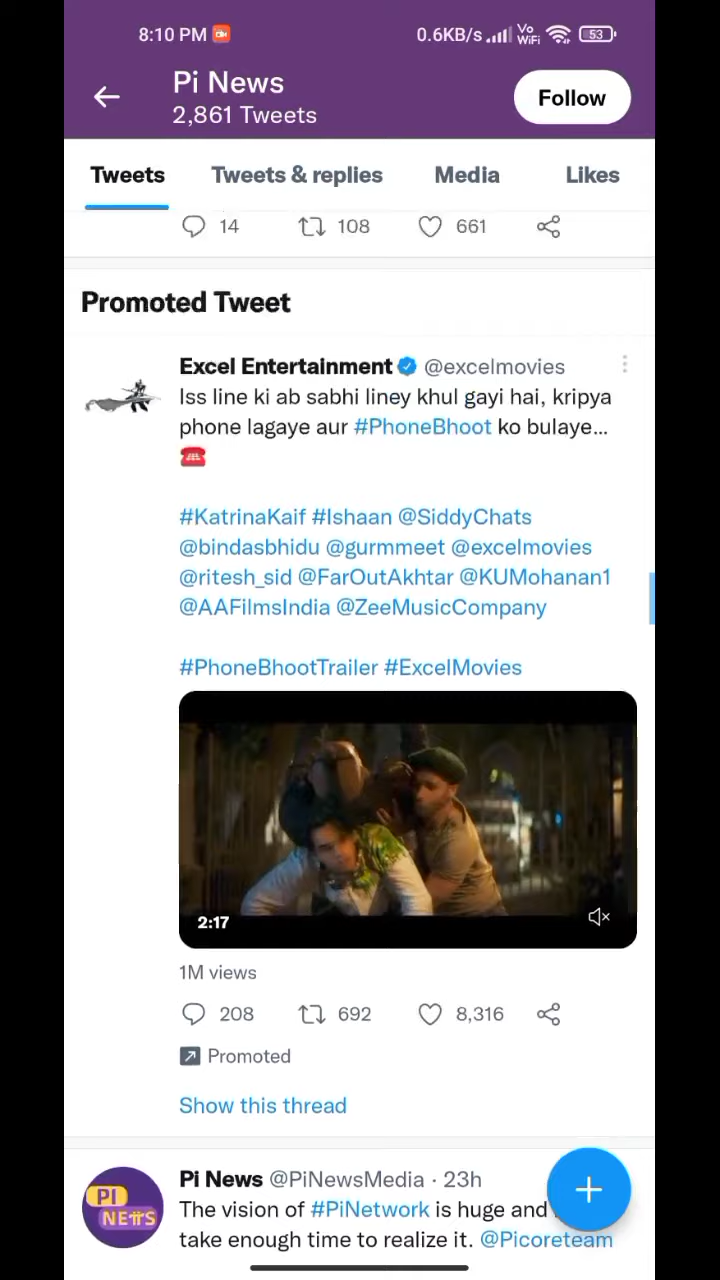 8:10 PM 0.6KB/s Vo WiFi 53
Pi News
2,861 Tweets
Follow
Tweets Tweets & replies Media Likes
14 108 661
Promoted Tweet
Excel Entertainment @excelmovies
Iss line ki ab sabhi liney khul gayi hai, kripya
phone lagaye aur #PhoneBhoot ko bulaye...
#KatrinaKaif #Ishaan @SiddyChats
@bindasbhidu @gurmmeet @excelmovies
@ritesh_sid @FarOutAkhtar @KUMohanan1
@AAFilmsIndia @ZeeMusicCompany
#PhoneBhootTrailer #ExcelMovies
2:17
1M views
208 692 8,316
Promoted
Show this thread
Pi News @PiNewsMedia · 23h
PI
NEWS
The vision of #PiNetwork is huge and
take enough time to realize it. @Picoreteam